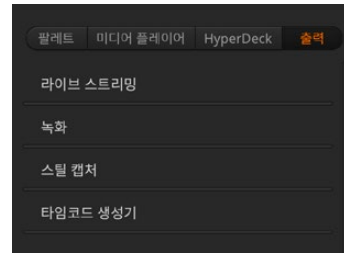 팔레트 미디어 플레이어 HyperDeck 출력
라이브 스트리밍
녹화
스틸 캡처
타임코드 생성기